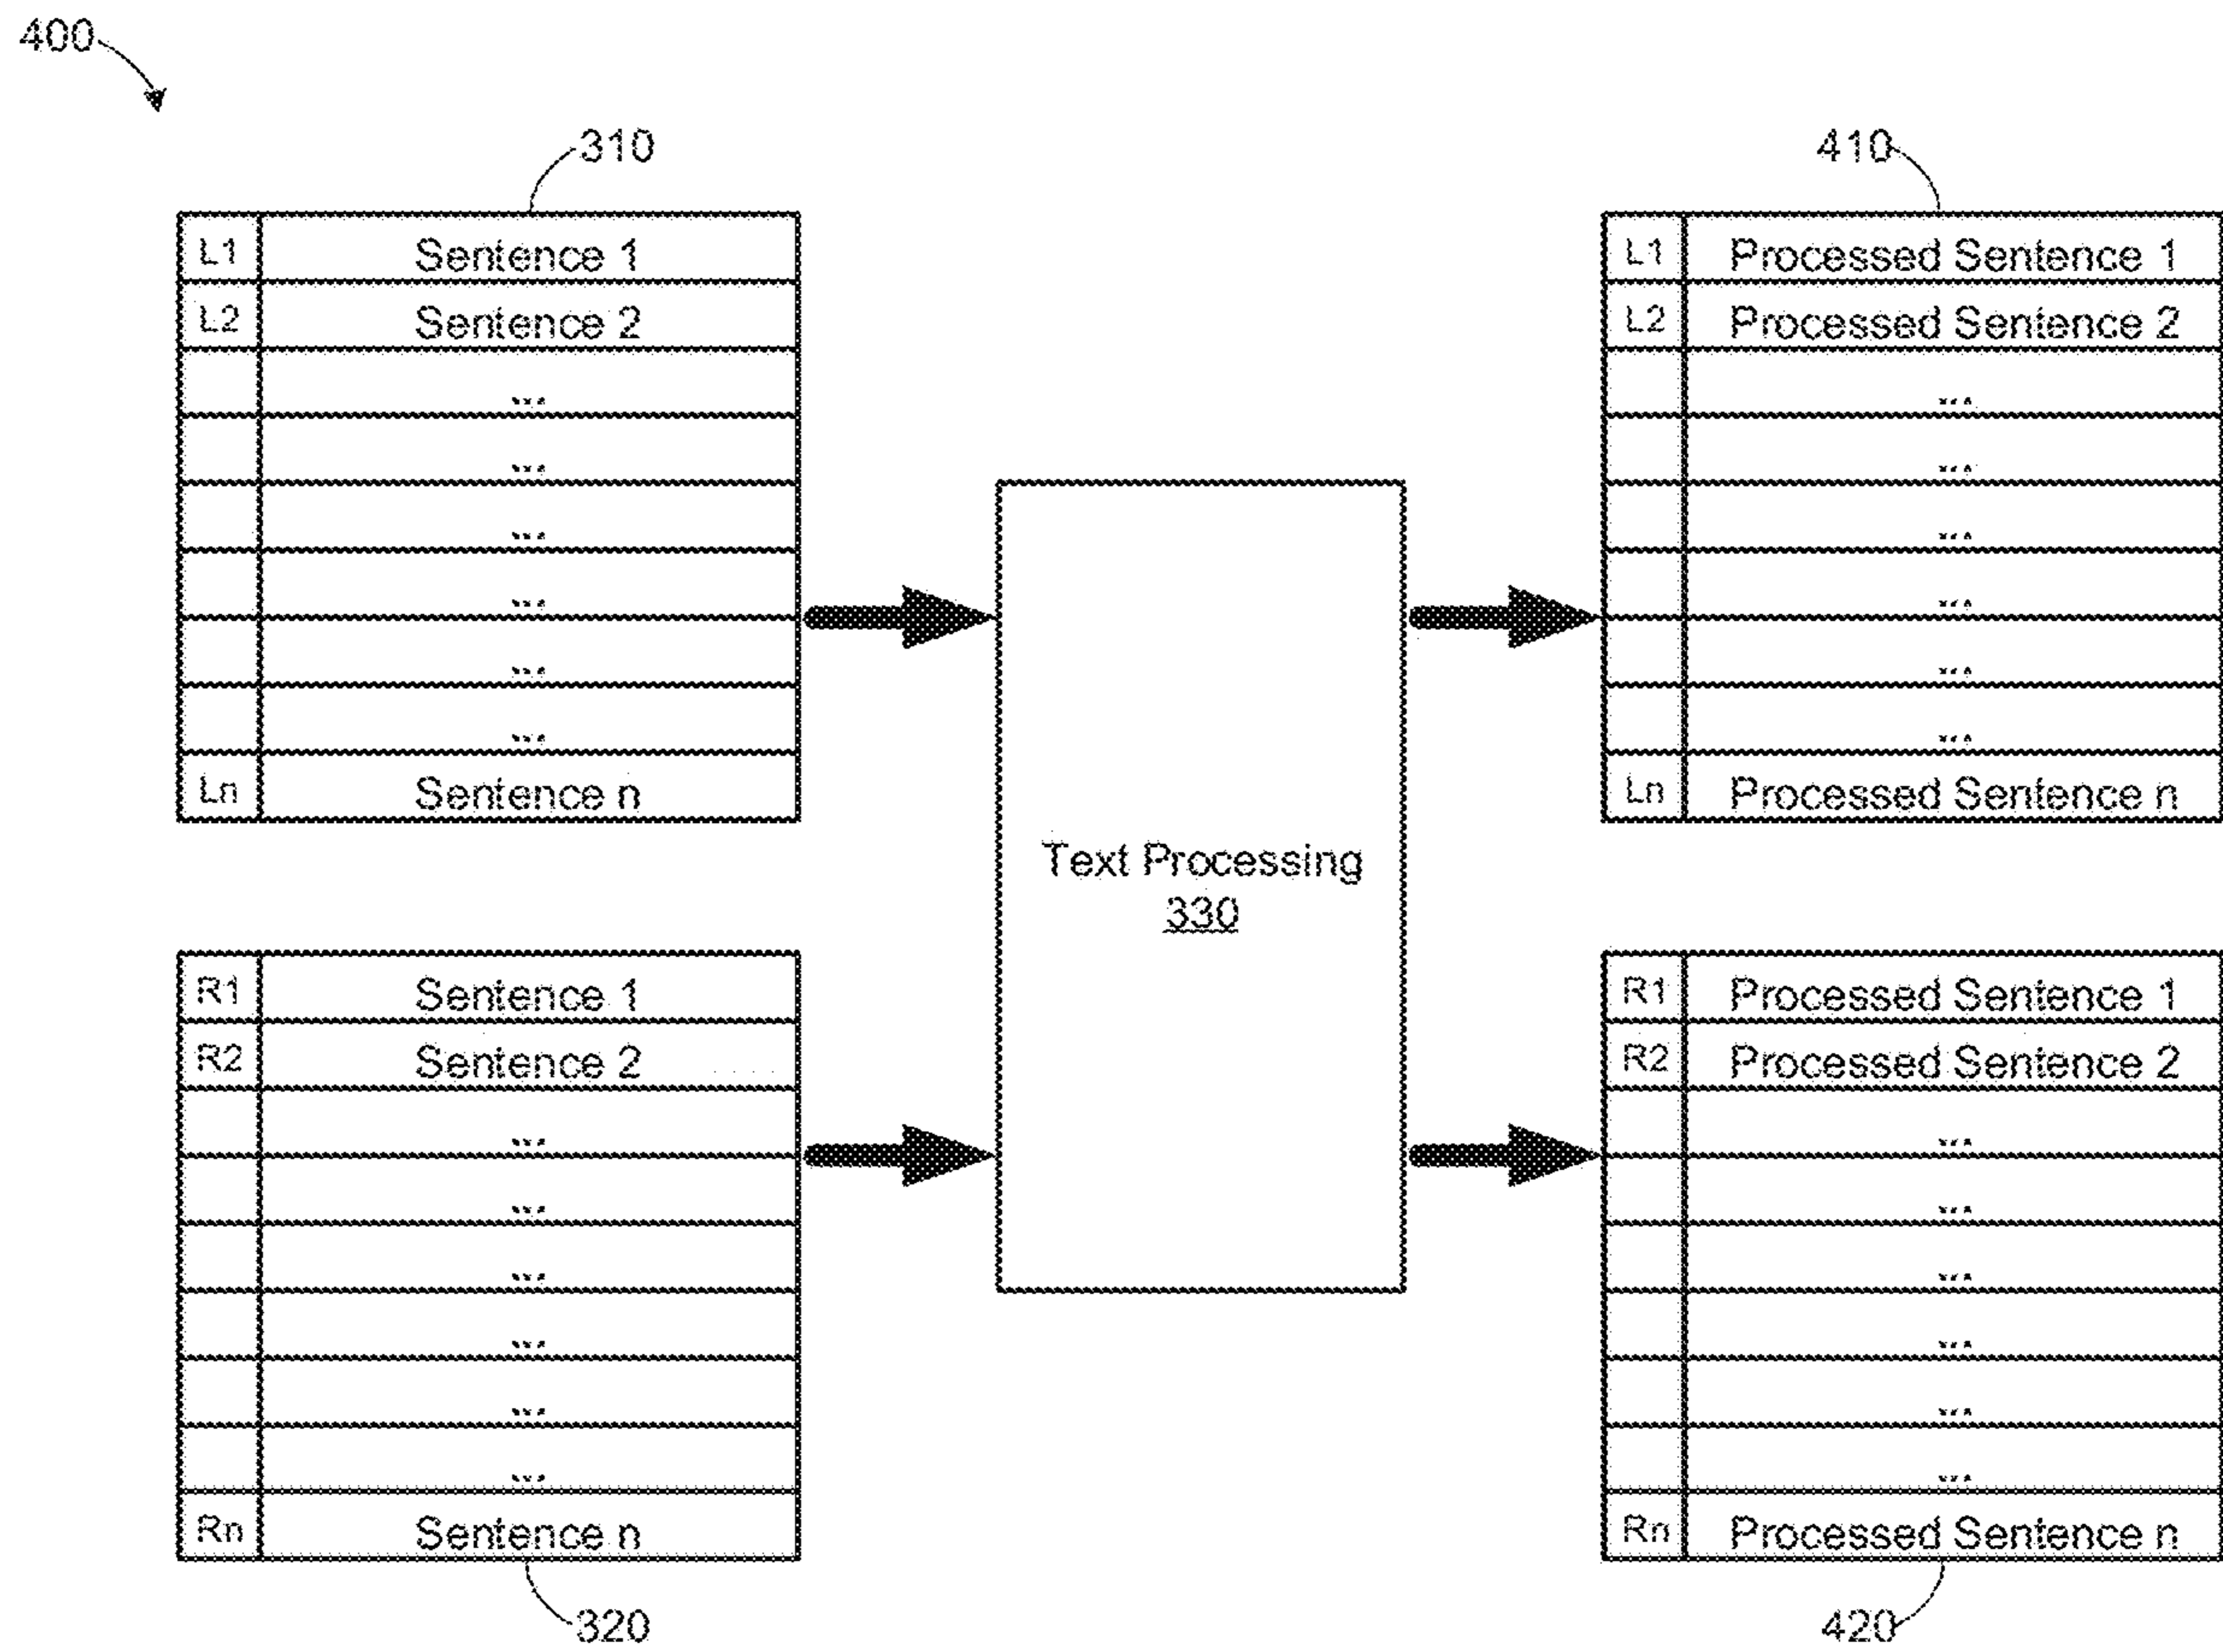 400
310
L1 Sentence 1
L2 Sentence 2
...
...
...
...
...
...
Ln Sentence n
320
R1 Sentence 1
R2 Sentence 2
...
...
...
...
...
...
Rn Sentence n
Text Processing
330
410
L1 Processed Sentence 1
L2 Processed Sentence 2
...
...
...
...
...
...
Ln Processed Sentence n
R1 Processed Sentence 1
R2 Processed Sentence 2
...
...
...
...
...
...
Rn Processed Sentence n
420